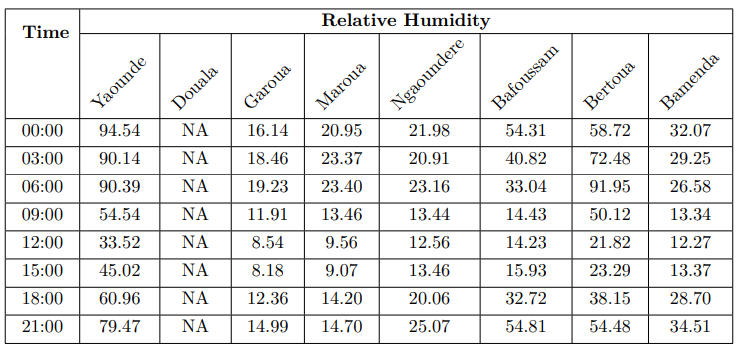 Time Relative Humidity
Yaounde Douala Garoua Maroua Ngaoundere Bafoussam Bertoua Bamenda
00:00 94.54 NA 16.14 20.95 21.98 54.31 58.72 32.07
03:00 90.14 NA 18.46 23.37 20.91 40.82 72.48 29.25
06:00 90.39 NA 19.23 23.40 23.16 33.04 91.95 26.58
09:00 54.54 NA 11.91 13.46 13.44 14.43 50.12 13.34
12:00 33.52 NA 8.54 9.56 12.56 14.23 21.82 12.27
15:00 45.02 NA 8.18 9.07 13.46 15.93 23.29 13.37
18:00 60.96 NA 12.36 14.20 20.06 32.72 38.15 28.70
21:00 79.47 NA 14.99 14.70 25.07 54.81 54.48 34.51